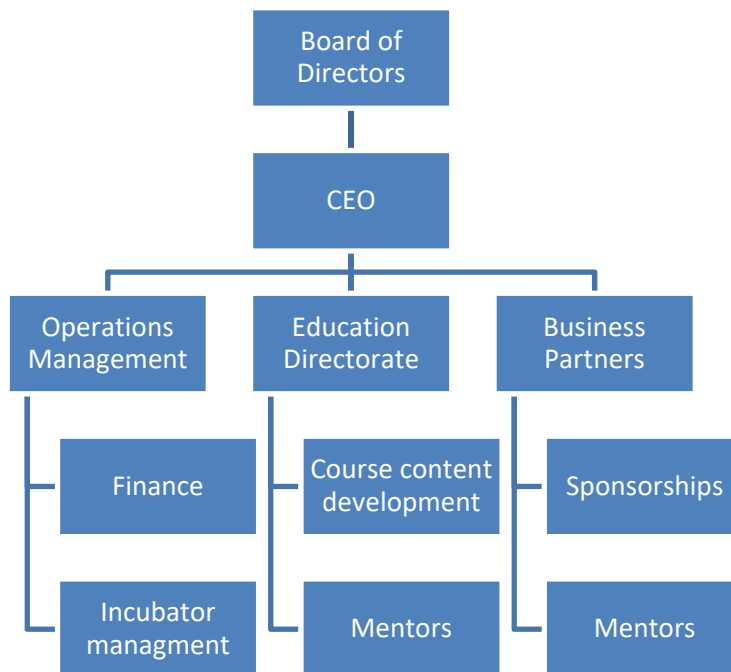 Board of
Directors
CEO
Operations
Management
Education
Directorate
Business
Partners
Finance
Course content
development
Sponsorships
Incubator
managment
Mentors
Mentors